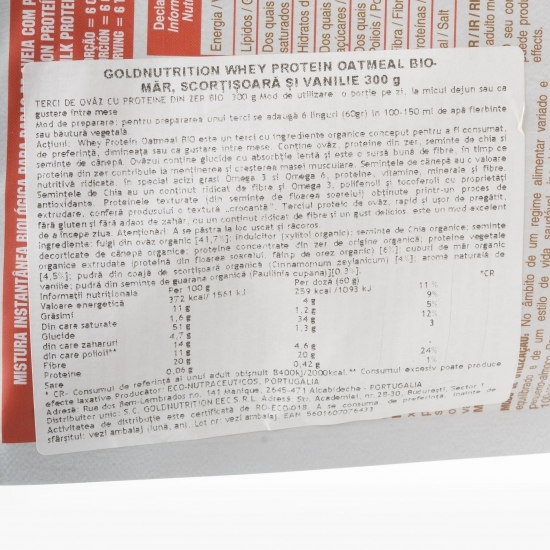 GOLDNUTRITION WHEY PROTEIN OATMEAL BIO-
MĂR, SCORȚIȘOARĂ ȘI VANILIE 300 g
TERCI DE OVĂZ CU PROTEINE DIN ZER BIO 300 g Mod de utilizare: o porție pe zi, la micul dejun sau ca
gustare între mese
Mod de preparare: pentru prepararea unui terci se adaugă 6 linguri (60gr) în 100-150 ml de apă fierbinte
sau băutură vegetală
Acțiuni: Whey Protein Oatmeal BIO este un terci cu ingrediente organice conceput pentru a fi consumat,
de preferință, dimineața sau ca gustare între mese. Conține ovăz, proteine din zer, semințe de chia și
semințe de cânepă. Ovăzul conține glucide cu absorbție lentă și este o sursă bună de fibre, în timp ce
proteina din zer contribuie la menținerea și creșterea masei musculare. Semințele de cânepă au o valoare
nutritivă ridicată, în special acizi grași Omega 3 și Omega 6, proteine, vitamine, minerale și fibre.
Semințele de Chia au un conținut ridicat de fibre și Omega 3, polifenoli și tocoferoli cu proprietăți
antioxidante. Proteinele texturate (din semințe de floarea soarelui) obținute printr-un proces de
extrudare, conferă produsului o textură „crocantă". Terciul proteic de ovăz, rapid și ușor de pregătit,
fără gluten și fără adaos de zahăr, cu un conținut ridicat de fibre și un gust delicios este un mod excelent
de a începe ziua. Atenționări: A se păstra la loc uscat și răcoros
Ingrediente: fulgi din ovăz organic [41,7%]; îndulcitor (xylitol organic); semințe de Chia organice; semințe
decorticate de cânepă organice; proteine concentrate din zer de origine organică; proteine vegetale
organice extrudate (proteină din floarea soarelui, făină de orez organice) [6%]; cuburi de măr organic
[4,5%]; pudră din coajă de scorțișoară organică (Cinnamomum zeylanicum) [4%]; aromă naturală de
vanilie; pudră din semințe de guarana organică (Paullinia cupana)[0,3%].
Informații nutriționale Per 100 g Per doză (60 g) *CR
Valoare energetică 372 kcal/ 1561 kJ 259 kcal /1093 kJ 11 %
Grăsimi 11 g 4 g 9%
Din care saturate 1,6 g 1,2 g 5%
Glucide 51 g 34 g 12%
din care zaharuri 4,7 g 1,3 g 3
din care polioli** 14 g
Fibre 11 g 4,6 g
Proteine 20 g 20 g 24%
Sare 0,06 g 0,42 g 1%
* CR- Consumul de referință al unui adult obișnuit 8400kJ/2000kcal.** Consumul excesiv poate produce
efecte laxative Producător: ECO-NUTRACEUTICOS, PORTUGALIA
Adresă: Rue dos Bem-Lembrados no. 141 Manique, 2645-471 Alcabideche - PORTUGALIA
Distribuitor unic: S.C. GOLDNUTRITION EEC S.R.L. Adresă: Str. Academiei, nr.28-30, București, Sector 1
Activitatea de distribuție este certificată de RO-ECO-018. A se consuma de preferință înainte de
sfârșitul: vezi ambalaj (lună, an). Lot nr: vezi ambalaj. EAN 5601607076423
MISTURA INSTANTÂNEA BIOLÓGICA